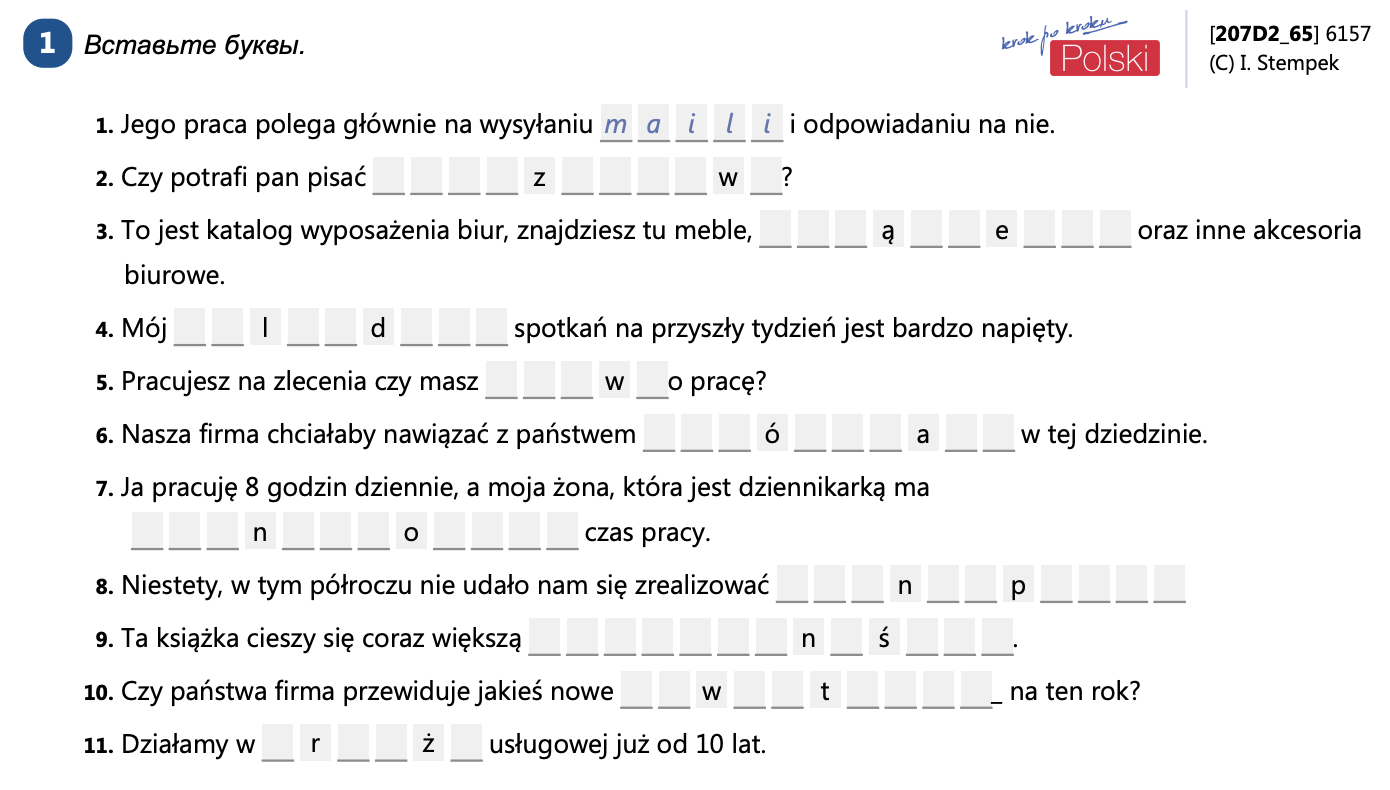 1 Вставьте буквы.
krok po kroku
Polski
[207D2_65] 6157
(C) I. Stempek
1. Jego praca polega głównie na wysyłaniu m a i l i i odpowiadaniu na nie.
2. Czy potrafi pan pisać _ _ _ _ z _ _ _ _ w _?
3. To jest katalog wyposażenia biur, znajdziesz tu meble, _ _ _ ą _ _ e _ _ _ oraz inne akcesoria
biurowe.
4. Mój _ _ l _ _ d _ _ _ spotkań na przyszły tydzień jest bardzo napięty.
5. Pracujesz na zlecenia czy masz _ _ _ w _o pracę?
6. Nasza firma chciałaby nawiązać z państwem _ _ _ ó _ _ _ a _ _ w tej dziedzinie.
7. Ja pracuję 8 godzin dziennie, a moja żona, która jest dziennikarką ma
_ _ _ n _ _ _ o _ _ _ _ czas pracy.
8. Niestety, w tym półroczu nie udało nam się zrealizować _ _ _ n _ _ p _ _ _ _
9. Ta książka cieszy się coraz większą _ _ _ _ _ _ _ n _ ś _ _ _.
10. Czy państwa firma przewiduje jakieś nowe _ _ w _ _ t _ _ _ _ _ na ten rok?
11. Działamy w _ r _ _ ż _ usługowej już od 10 lat.